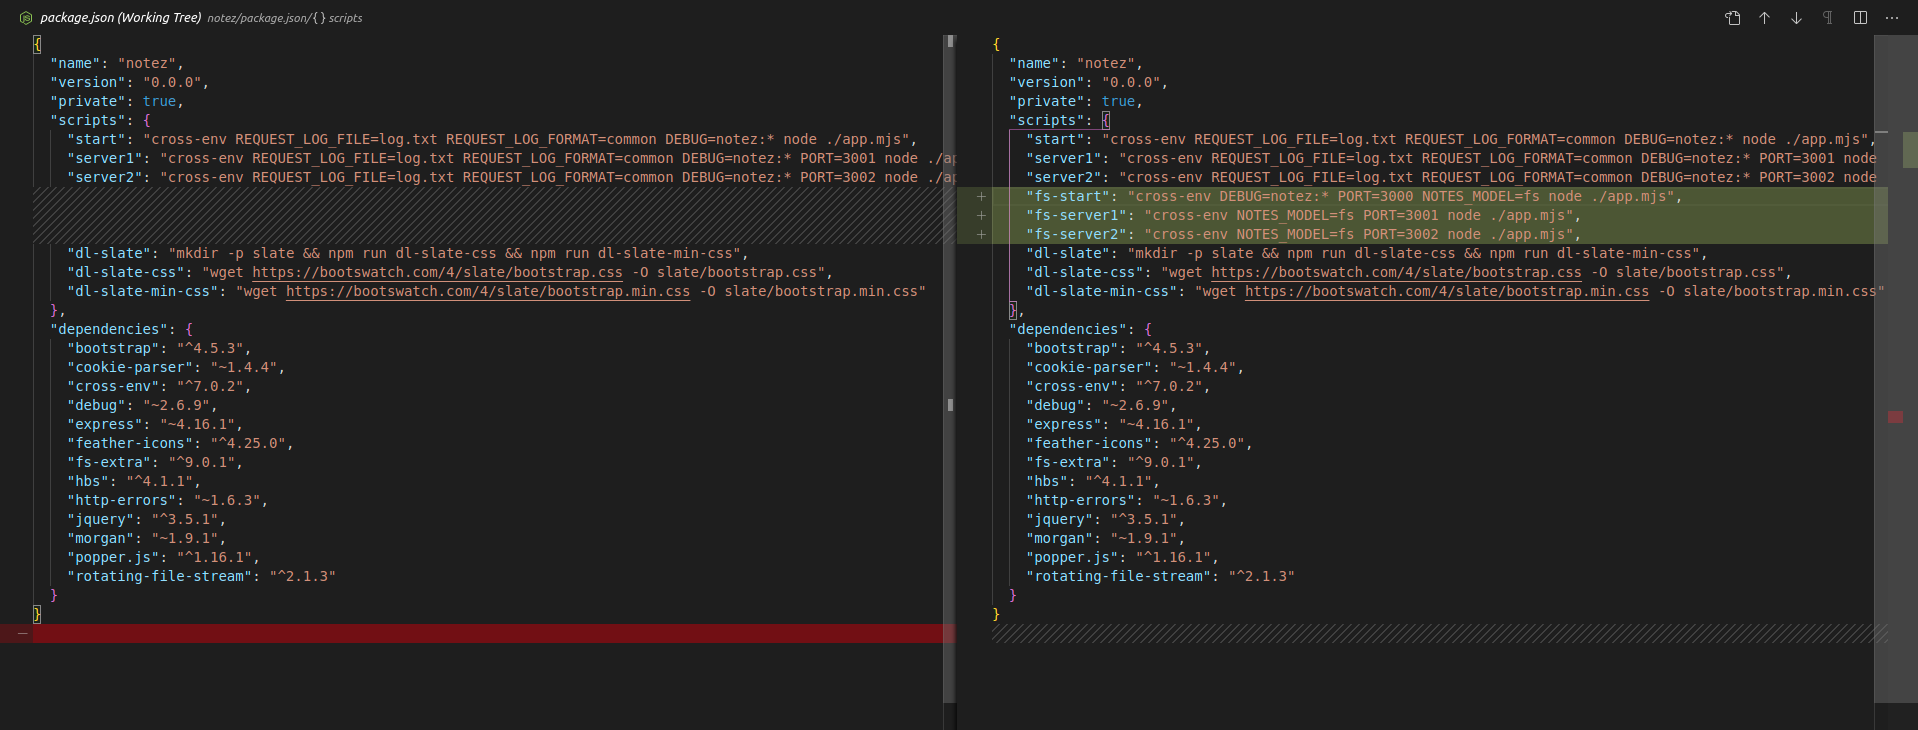 package.json (Working Tree) notez/package.json/{ } scripts
{
"name": "notez",
"version": "0.0.0",
"private": true,
"scripts": {
"start": "cross-env REQUEST_LOG_FILE=log.txt REQUEST_LOG_FORMAT=common DEBUG=notez:* node ./app.mjs",
"server1": "cross-env REQUEST_LOG_FILE=log.txt REQUEST_LOG_FORMAT=common DEBUG=notez:* PORT=3001 node ./ap
"server2": "cross-env REQUEST_LOG_FILE=log.txt REQUEST_LOG_FORMAT=common DEBUG=notez:* PORT=3002 node ./ap
"dl-slate": "mkdir -p slate && npm run dl-slate-css && npm run dl-slate-min-css",
"dl-slate-css": "wget https://bootswatch.com/4/slate/bootstrap.css -O slate/bootstrap.css",
"dl-slate-min-css": "wget https://bootswatch.com/4/slate/bootstrap.min.css -O slate/bootstrap.min.css"
},
"dependencies": {
"bootstrap": "^4.5.3",
"cookie-parser": "~1.4.4",
"cross-env": "^7.0.2",
"debug": "~2.6.9",
"express": "~4.16.1",
"feather-icons": "^4.25.0",
"fs-extra": "^9.0.1",
"hbs": "^4.1.1",
"http-errors": "~1.6.3",
"jquery": "^3.5.1",
"morgan": "~1.9.1",
"popper.js": "^1.16.1",
"rotating-file-stream": "^2.1.3"
}
}
{
"name": "notez",
"version": "0.0.0",
"private": true,
"scripts": {
"start": "cross-env REQUEST_LOG_FILE=log.txt REQUEST_LOG_FORMAT=common DEBUG=notez:* node ./app.mjs",
"server1": "cross-env REQUEST_LOG_FILE=log.txt REQUEST_LOG_FORMAT=common DEBUG=notez:* PORT=3001 node
"server2": "cross-env REQUEST_LOG_FILE=log.txt REQUEST_LOG_FORMAT=common DEBUG=notez:* PORT=3002 node
"fs-start": "cross-env DEBUG=notez:* PORT=3000 NOTES_MODEL=fs node ./app.mjs",
"fs-server1": "cross-env NOTES_MODEL=fs PORT=3001 node ./app.mjs",
"fs-server2": "cross-env NOTES_MODEL=fs PORT=3002 node ./app.mjs",
"dl-slate": "mkdir -p slate && npm run dl-slate-css && npm run dl-slate-min-css",
"dl-slate-css": "wget https://bootswatch.com/4/slate/bootstrap.css -O slate/bootstrap.css",
"dl-slate-min-css": "wget https://bootswatch.com/4/slate/bootstrap.min.css -O slate/bootstrap.min.css"
},
"dependencies": {
"bootstrap": "^4.5.3",
"cookie-parser": "~1.4.4",
"cross-env": "^7.0.2",
"debug": "~2.6.9",
"express": "~4.16.1",
"feather-icons": "^4.25.0",
"fs-extra": "^9.0.1",
"hbs": "^4.1.1",
"http-errors": "~1.6.3",
"jquery": "^3.5.1",
"morgan": "~1.9.1",
"popper.js": "^1.16.1",
"rotating-file-stream": "^2.1.3"
}
}